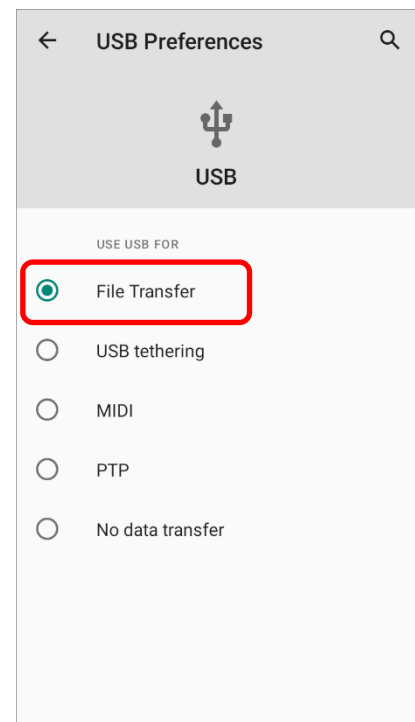 USB Preferences
USB
USE USB FOR
File Transfer
USB tethering
MIDI
PTP
No data transfer